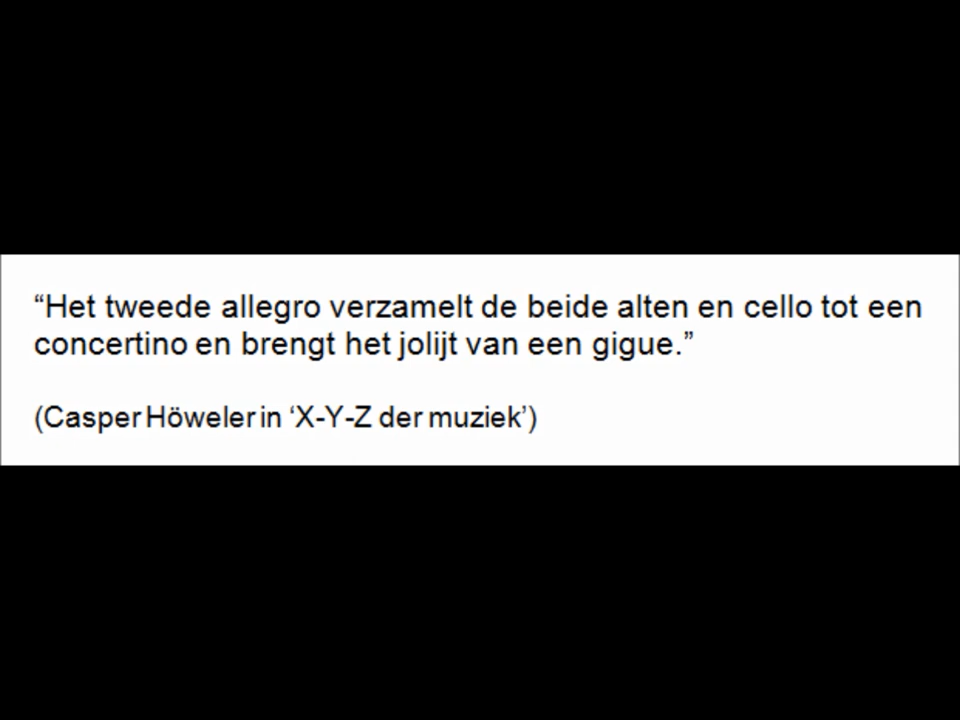 “Het tweede allegro verzamelt de beide alten en cello tot een
concertino en brengt het jolijt van een gigue.”
(Casper Höweler in ‘X-Y-Z der muziek’)